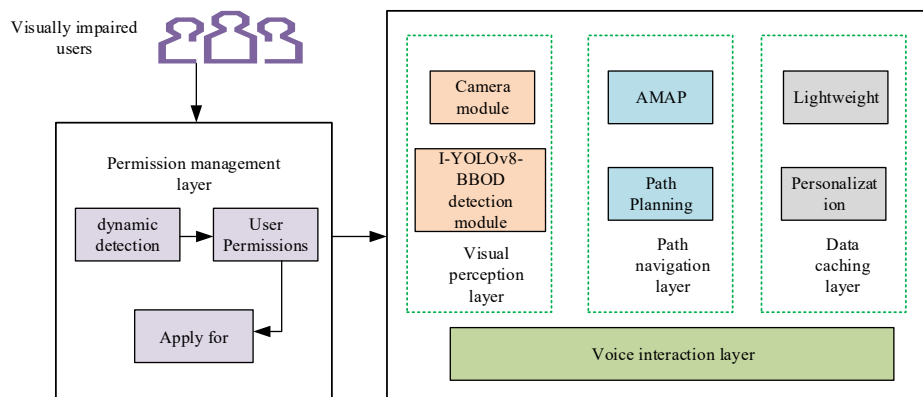 Visually impaired
users
Permission management
layer
dynamic
detection
User
Permissions
Apply for
Camera
module
I-YOLOv8-
BBOD
detection
module
Visual
perception
layer
AMAP
Path
Planning
Path
navigation
layer
Lightweight
Personalizat
ion
Data
caching
layer
Voice interaction layer